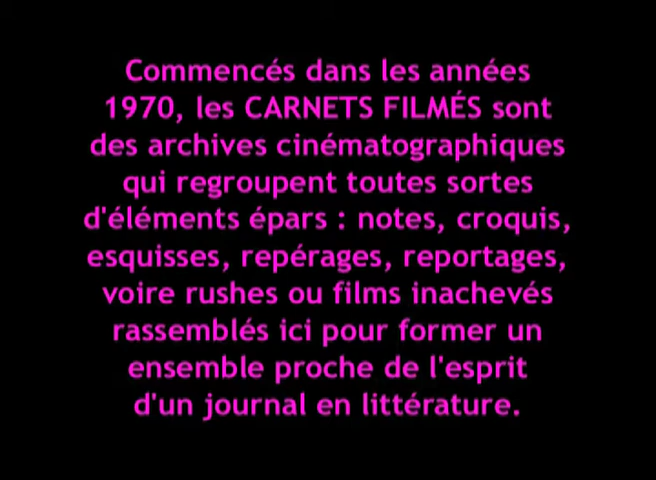 Commencés dans les années
1970, les CARNETS FILMÉS sont
des archives cinématographiques
qui regroupent toutes sortes
d'éléments épars : notes, croquis,
esquisses, repérages, reportages,
voire rushes ou films inachevés
rassemblés ici pour former un
ensemble proche de l'esprit
d'un journal en littérature.